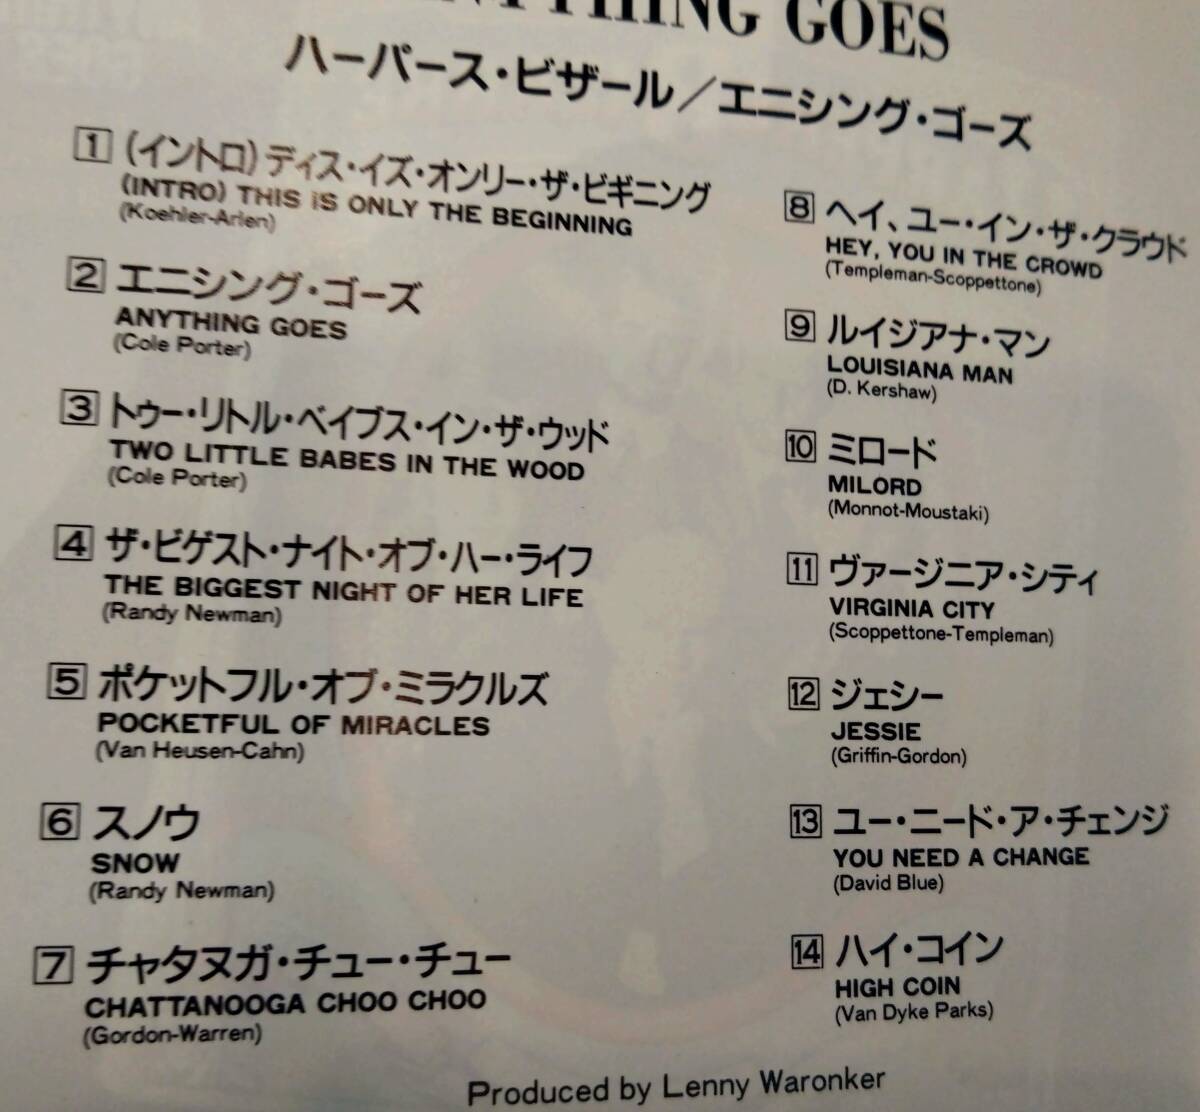 ANYTHING GOES
ハーパース・ビザール／エニシング・ゴーズ
1 (イントロ) ディス・イズ・オンリー・ザ・ビギニング
(INTRO) THIS IS ONLY THE BEGINNING
(Koehler-Arlen)
2 エニシング・ゴーズ
ANYTHING GOES
(Cole Porter)
3 トゥー・リトル・ベイブス・イン・ザ・ウッド
TWO LITTLE BABES IN THE WOOD
(Cole Porter)
4 ザ・ビゲスト・ナイト・オブ・ハー・ライフ
THE BIGGEST NIGHT OF HER LIFE
(Randy Newman)
5 ポケットフル・オブ・ミラクルズ
POCKETFUL OF MIRACLES
(Van Heusen-Cahn)
6 スノウ
SNOW
(Randy Newman)
7 チャタヌガ・チュー・チュー
CHATTANOOGA CHOO CHOO
(Gordon-Warren)
8 ヘイ、ユー・イン・ザ・クラウド
HEY, YOU IN THE CROWD
(Templeman-Scoppettone)
9 ルイジアナ・マン
LOUISIANA MAN
(D. Kershaw)
10 ミロード
MILORD
(Monnot-Moustaki)
11 ヴァージニア・シティ
VIRGINIA CITY
(Scoppettone-Templeman)
12 ジェシー
JESSIE
(Griffin-Gordon)
13 ユー・ニード・ア・チェンジ
YOU NEED A CHANGE
(David Blue)
14 ハイ・コイン
HIGH COIN
(Van Dyke Parks)
Produced by Lenny Waronker